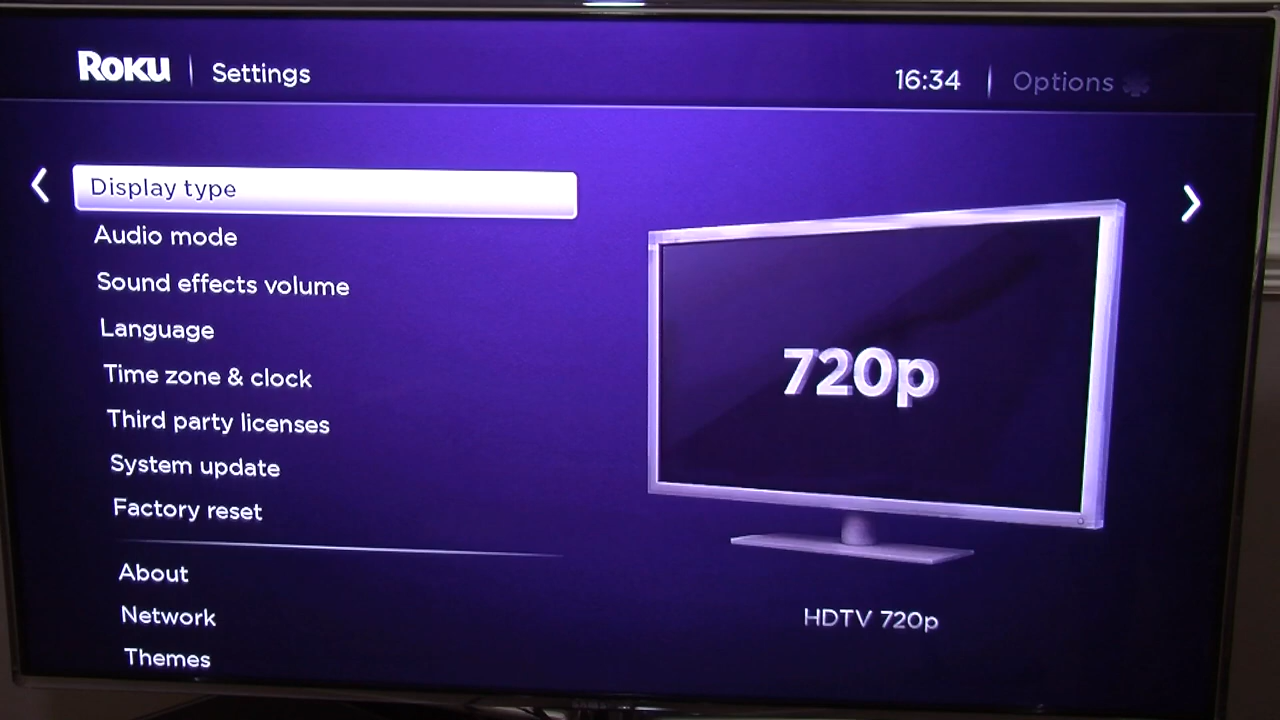 Roku | Settings
16:34 | Options
Display type
Audio mode
Sound effects volume
Language
Time zone & clock
Third party licenses
System update
Factory reset
About
Network
Themes
720p
HDTV 720p